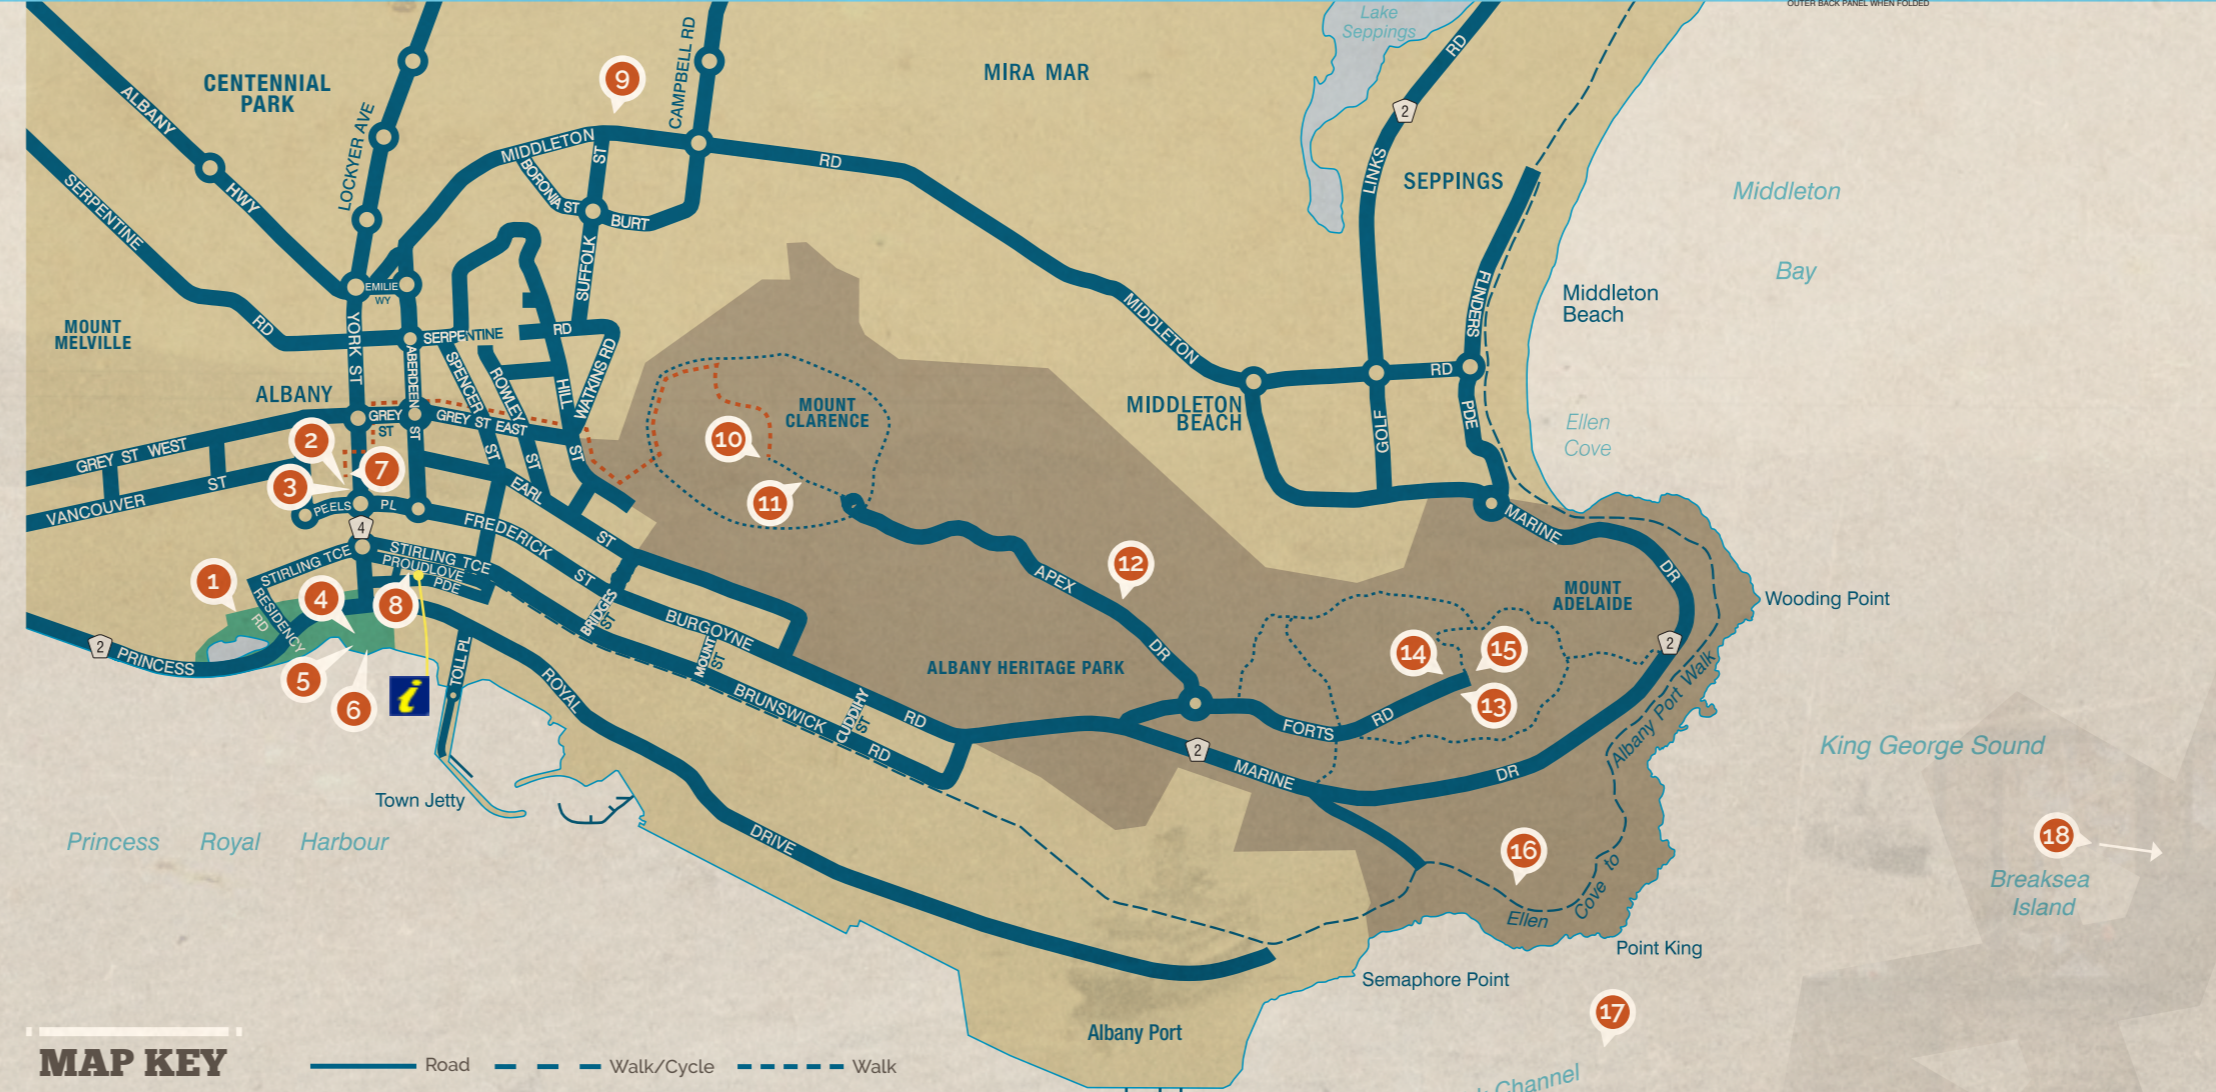 OUTER BACK PANEL WHEN FOLDED
Lake
Seppings
CENTENNIAL
PARK
MIRA MAR
ALBANY
HWY
LOCKYER AVE
CAMPBELL RD
9
MIDDLETON
RD
BORONIA ST
ST
BURT
SUFFOLK
RD
2
LINKS
SEPPINGS
Middleton
Bay
SERPENTINE
RD
EMILIE
WY
MOUNT
MELVILLE
YORK ST
ABERDEEN
ST
SERPENTINE
RD
SPENCER
ST
ROWLEY
ST
HILL
ST
WATKINS RD
MIDDLETON
RD
FLINDERS
PDE
Middleton
Beach
ALBANY
GREY
ST
GREY ST EAST
MOUNT
CLARENCE
MIDDLETON
BEACH
GOLF
Ellen
Cove
2
10
7
3
11
GREY ST WEST
VANCOUVER
ST
PEELS
PL
4
EARL
ST
FREDERICK
ST
MARINE
DR
STIRLING TCE
STIRLING TCE
PROUDLOVE
PDE
1
4
8
12
APEX
DR
MOUNT
ADELAIDE
Wooding Point
RESIDENCY
RD
BRIDGES
ST
BURGOYNE
RD
MOUNT
ST
2
PRINCESS
ROYAL
DRIVE
5
6
i
TOLL PL
BRUNSWICK
RD
CUDDIHY
ST
ALBANY HERITAGE PARK
14
15
13
2
FORTS
RD
2
MARINE
DR
Albany Port Walk
King George Sound
Town Jetty
Princess Royal Harbour
16
18
Breaksea
Island
Ellen
Cove to
Point King
Semaphore Point
17
Albany Port
Channel
MAP KEY
Road
Walk/Cycle
Walk